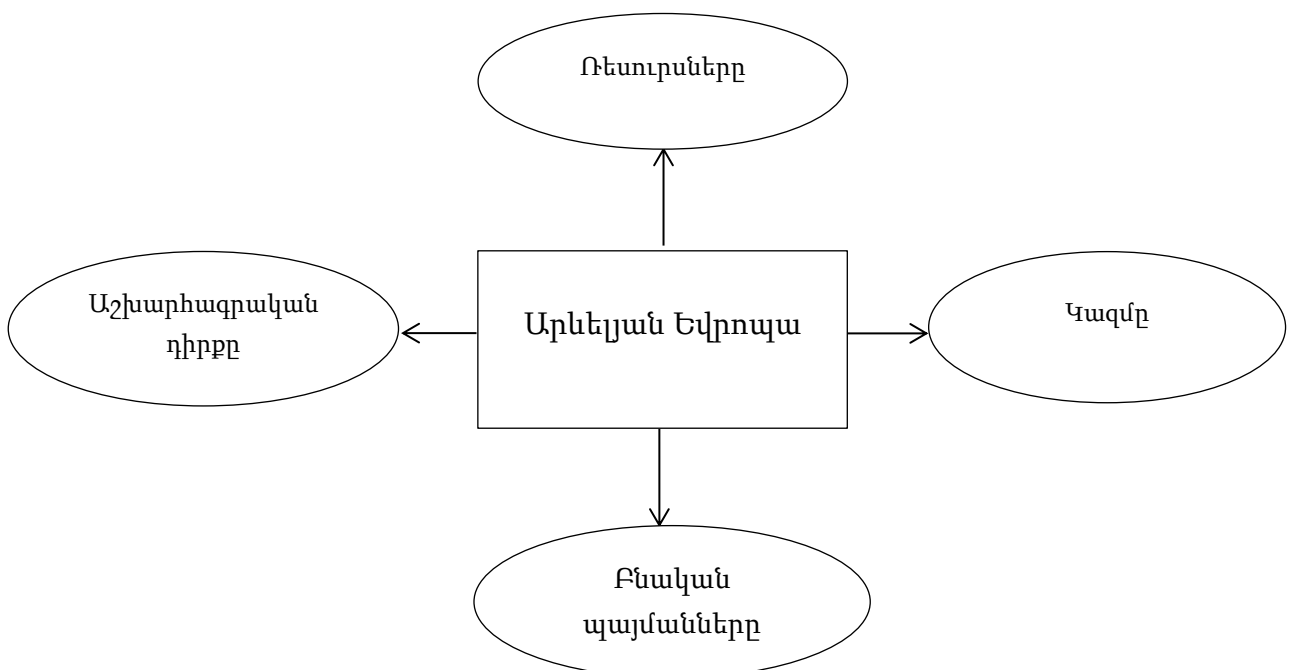 Ռեսուրսները
Աշխարհագրական
դիրքը
Արևելյան Եվրոպա
Կազմը
Բնական
պայմանները